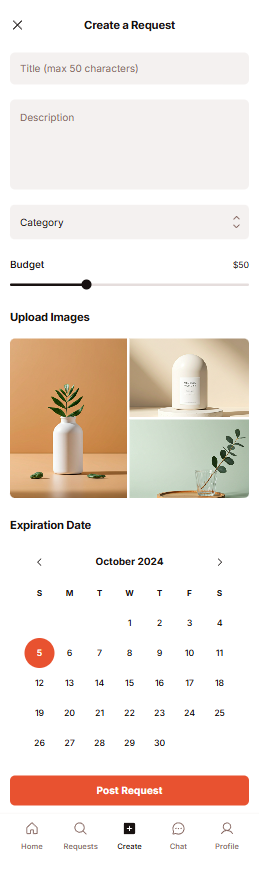 Create a Request
Title (max 50 characters)
Description
Category
Budget $50
Upload Images
Expiration Date
October 2024
S M T W T F S
1 2 3 4
5 6 7 8 9 10 11
12 13 14 15 16 17 18
19 20 21 22 23 24 25
26 27 28 29 30
Post Request
Home Requests Create Chat Profile